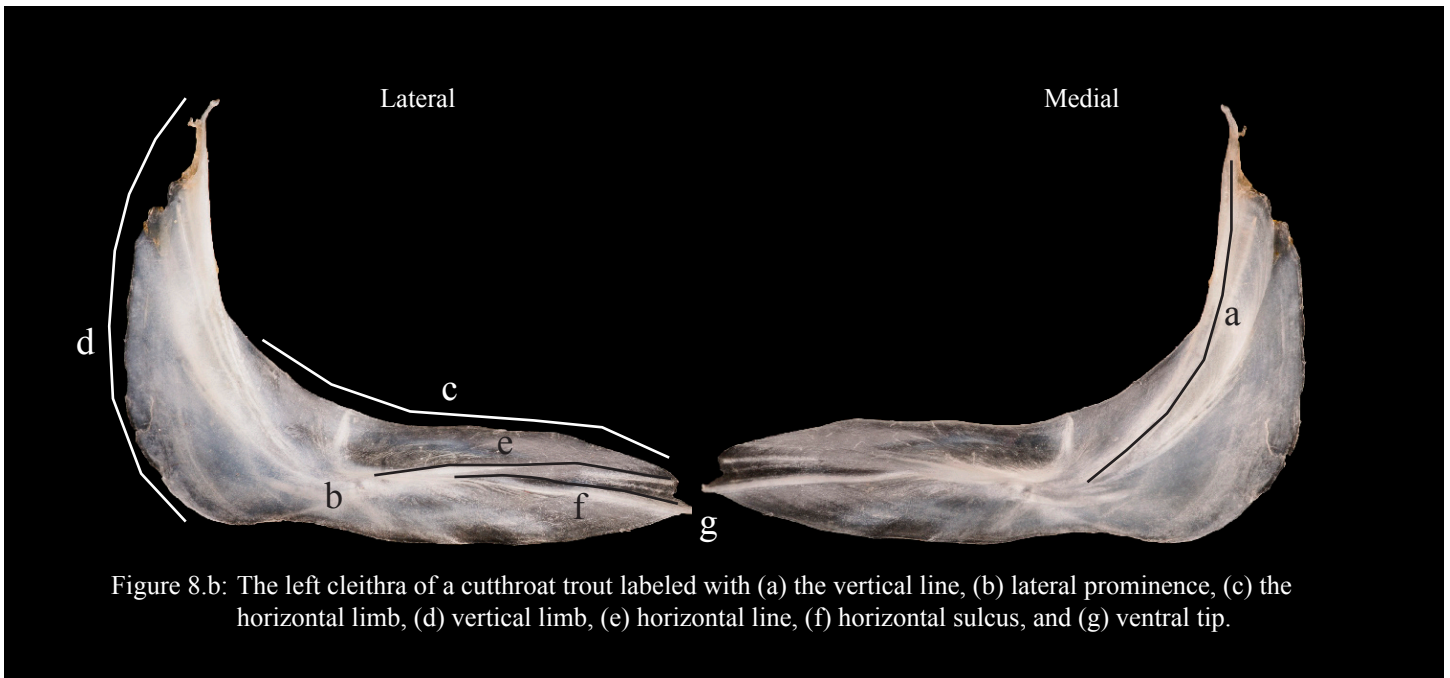 Lateral
Medial
a
d
c
e
b
f
g
Figure 8.b: The left cleithra of a cutthroat trout labeled with (a) the vertical line, (b) lateral prominence, (c) the
horizontal limb, (d) vertical limb, (e) horizontal line, (f) horizontal sulcus, and (g) ventral tip.